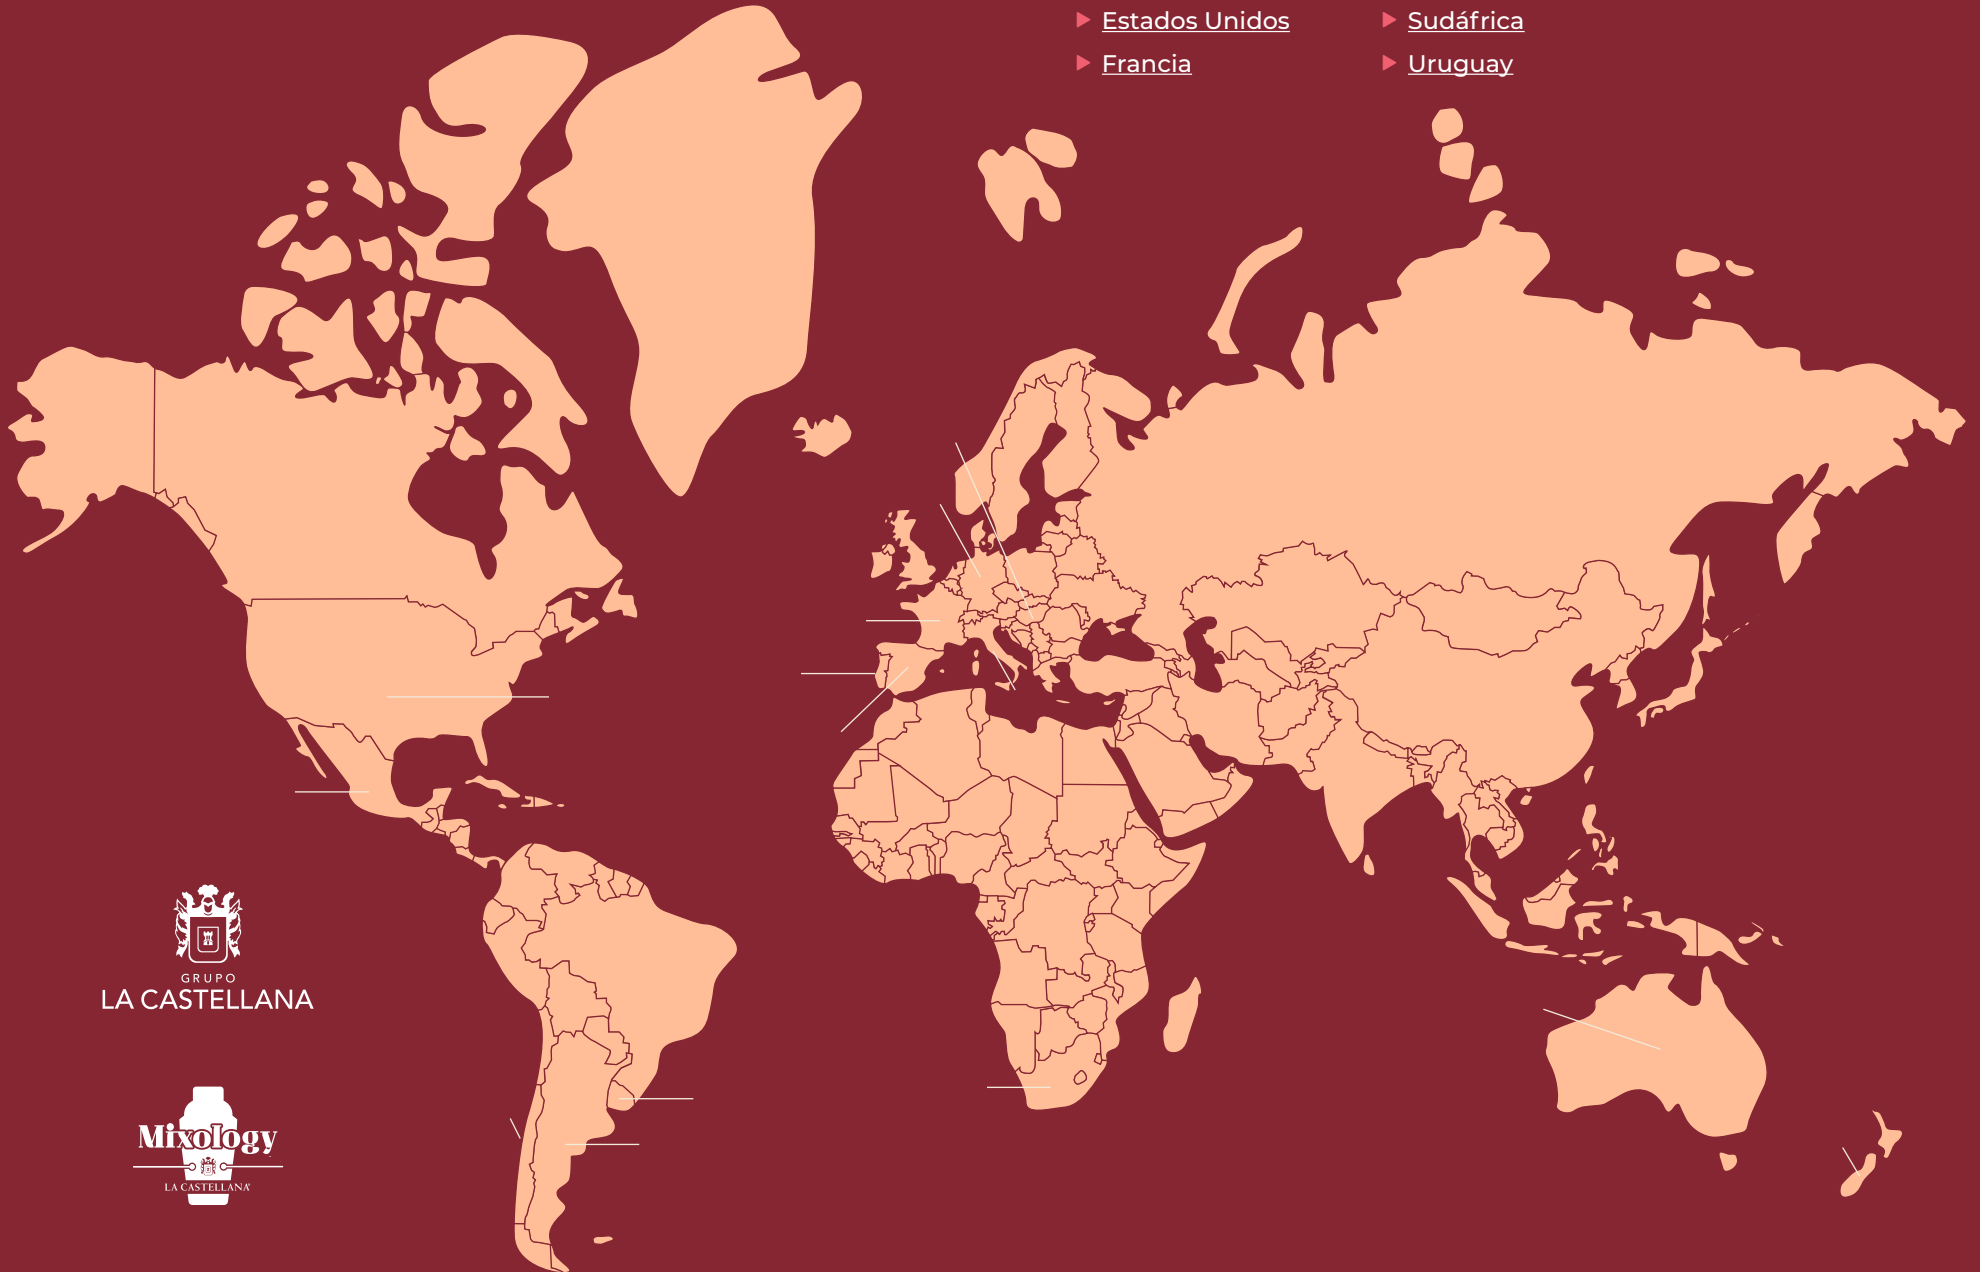 Estados Unidos
Sudáfrica
Francia
Uruguay
GRUPO
LA CASTELLANA
Mixology
LA CASTELLANA